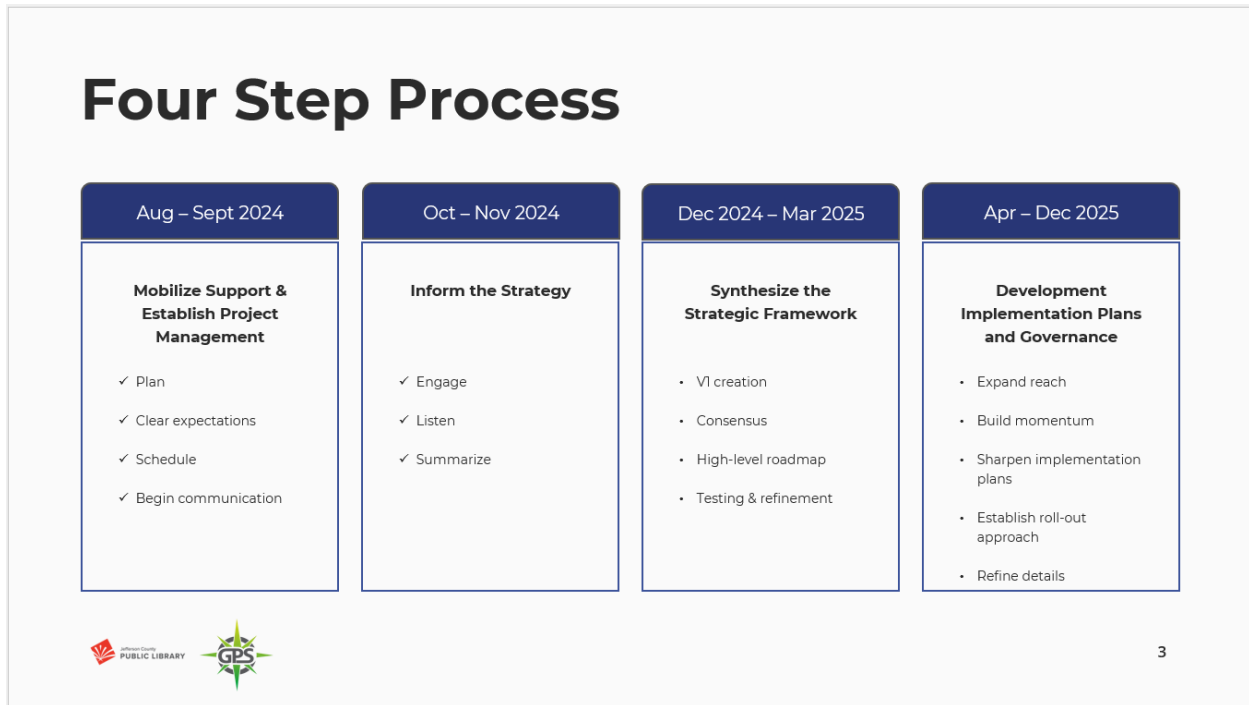 Four Step Process
Aug – Sept 2024
Mobilize Support &
Establish Project
Management
✓ Plan
✓ Clear expectations
✓ Schedule
✓ Begin communication
Oct – Nov 2024
Inform the Strategy
✓ Engage
✓ Listen
✓ Summarize
Dec 2024 – Mar 2025
Synthesize the
Strategic Framework
• V1 creation
• Consensus
• High-level roadmap
• Testing & refinement
Apr – Dec 2025
Development
Implementation Plans
and Governance
• Expand reach
• Build momentum
• Sharpen implementation
plans
• Establish roll-out
approach
• Refine details
Jefferson County
PUBLIC LIBRARY
GPS
3